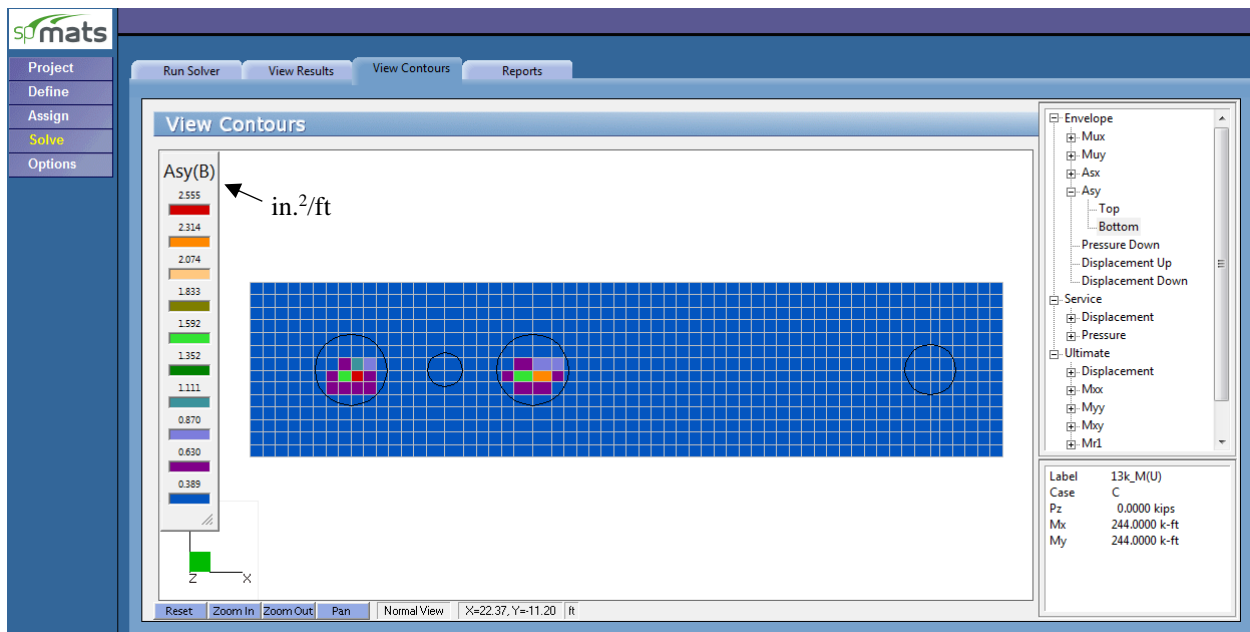 spmats
Project
Define
Assign
Solve
Options
Run Solver
View Results
View Contours
Reports
View Contours
Asy(B)
in.²/ft
2.555
2.314
2.074
1.833
1.592
1.352
1.111
0.870
0.630
0.389
Z
X
Reset
Zoom In
Zoom Out
Pan
Normal View
X=22.37, Y=-11.20
ft
Envelope
Mux
Muy
Asx
Asy
Top
Bottom
Pressure Down
Displacement Up
Displacement Down
Service
Displacement
Pressure
Ultimate
Displacement
Mxx
Myy
Mxy
Mr1
Label 13k_M(U)
Case C
Pz 0.0000 kips
Mx 244.0000 k-ft
My 244.0000 k-ft